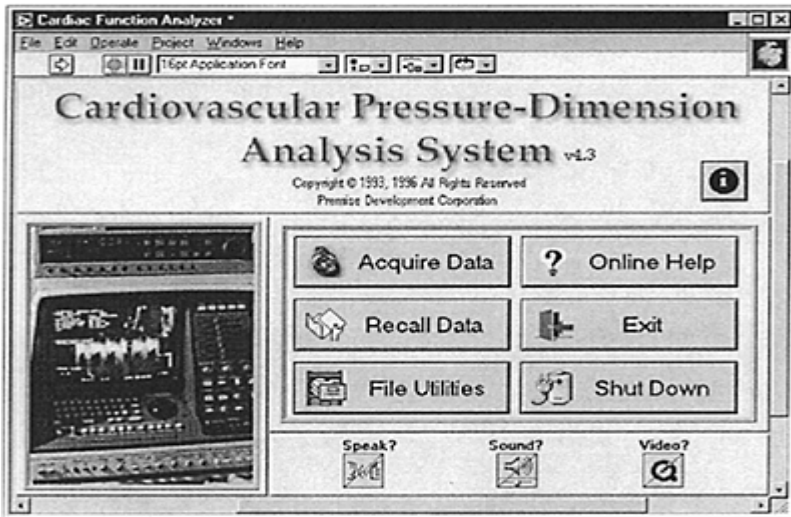 Cardiac Function Analyzer *
File Edit Operate Project Windows Help
16pt Application Font
Cardiovascular Pressure-Dimension
Analysis System v4.3
Copyright © 1993, 1996 All Rights Reserved
Premise Development Corporation
Acquire Data
? Online Help
Recall Data
Exit
File Utilities
Shut Down
Speak? Sound? Video?